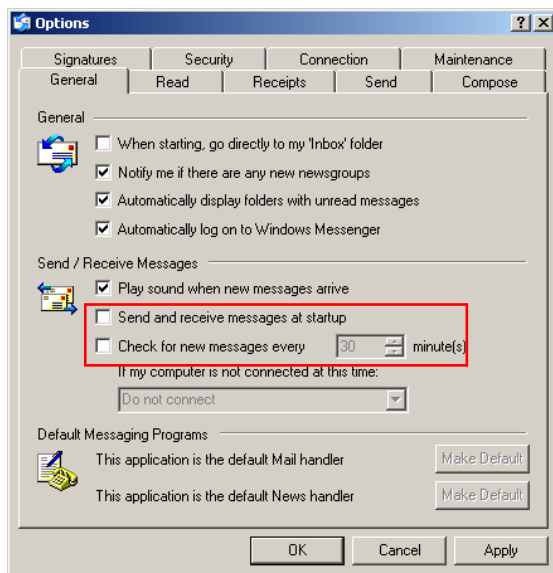 Options
Signatures Security Connection Maintenance
General Read Receipts Send Compose
General
When starting, go directly to my 'Inbox' folder
Notify me if there are any new newsgroups
Automatically display folders with unread messages
Automatically log on to Windows Messenger
Send / Receive Messages
Play sound when new messages arrive
Send and receive messages at startup
Check for new messages every 30 minute(s)
If my computer is not connected at this time:
Do not connect
Default Messaging Programs
This application is the default Mail handler Make Default
This application is the default News handler Make Default
OK Cancel Apply